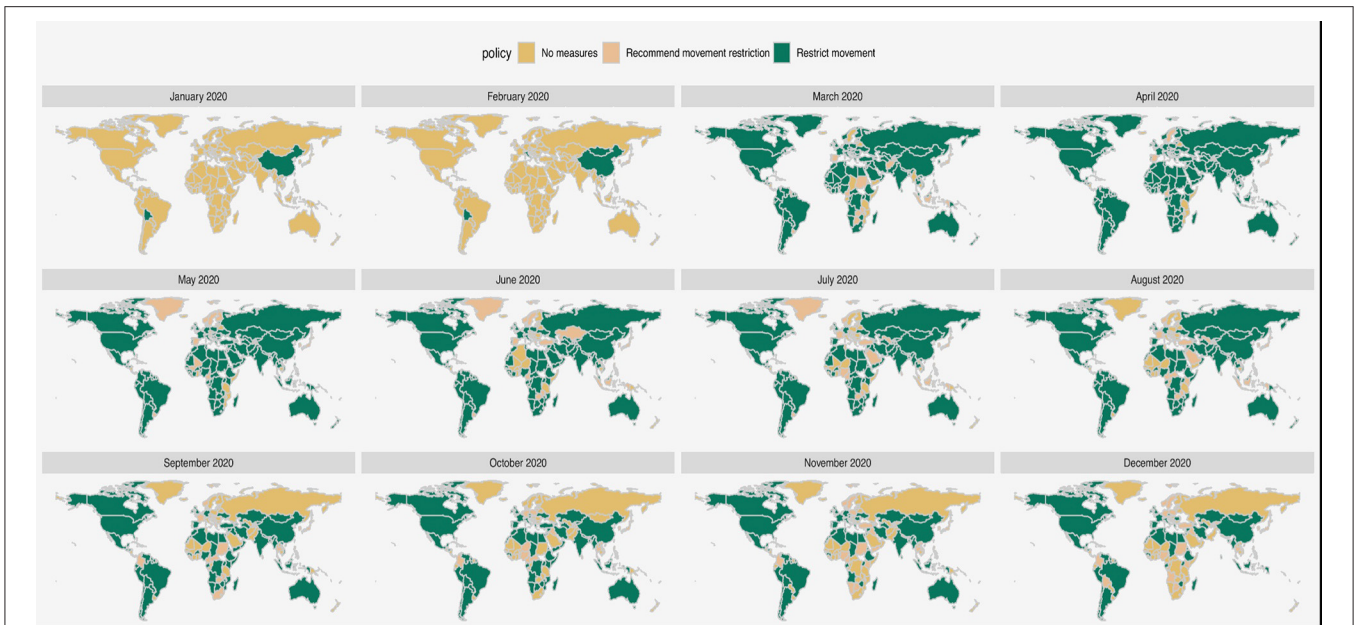 policy No measures Recommend movement restriction Restrict movement
January 2020 February 2020 March 2020 April 2020
May 2020 June 2020 July 2020 August 2020
September 2020 October 2020 November 2020 December 2020